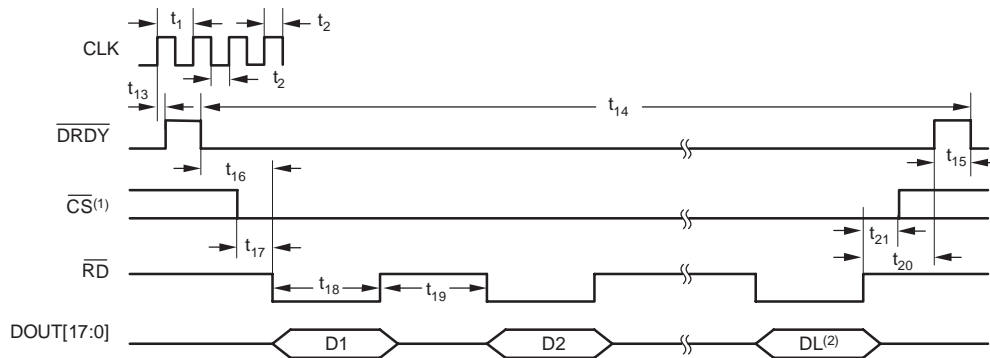 t1
t2
CLK
t2
t13
t14
DRDY
t15
t16
CS(1)
t17
t21
t20
RD
t18
t19
DOUT[17:0]
D1
D2
DL(2)